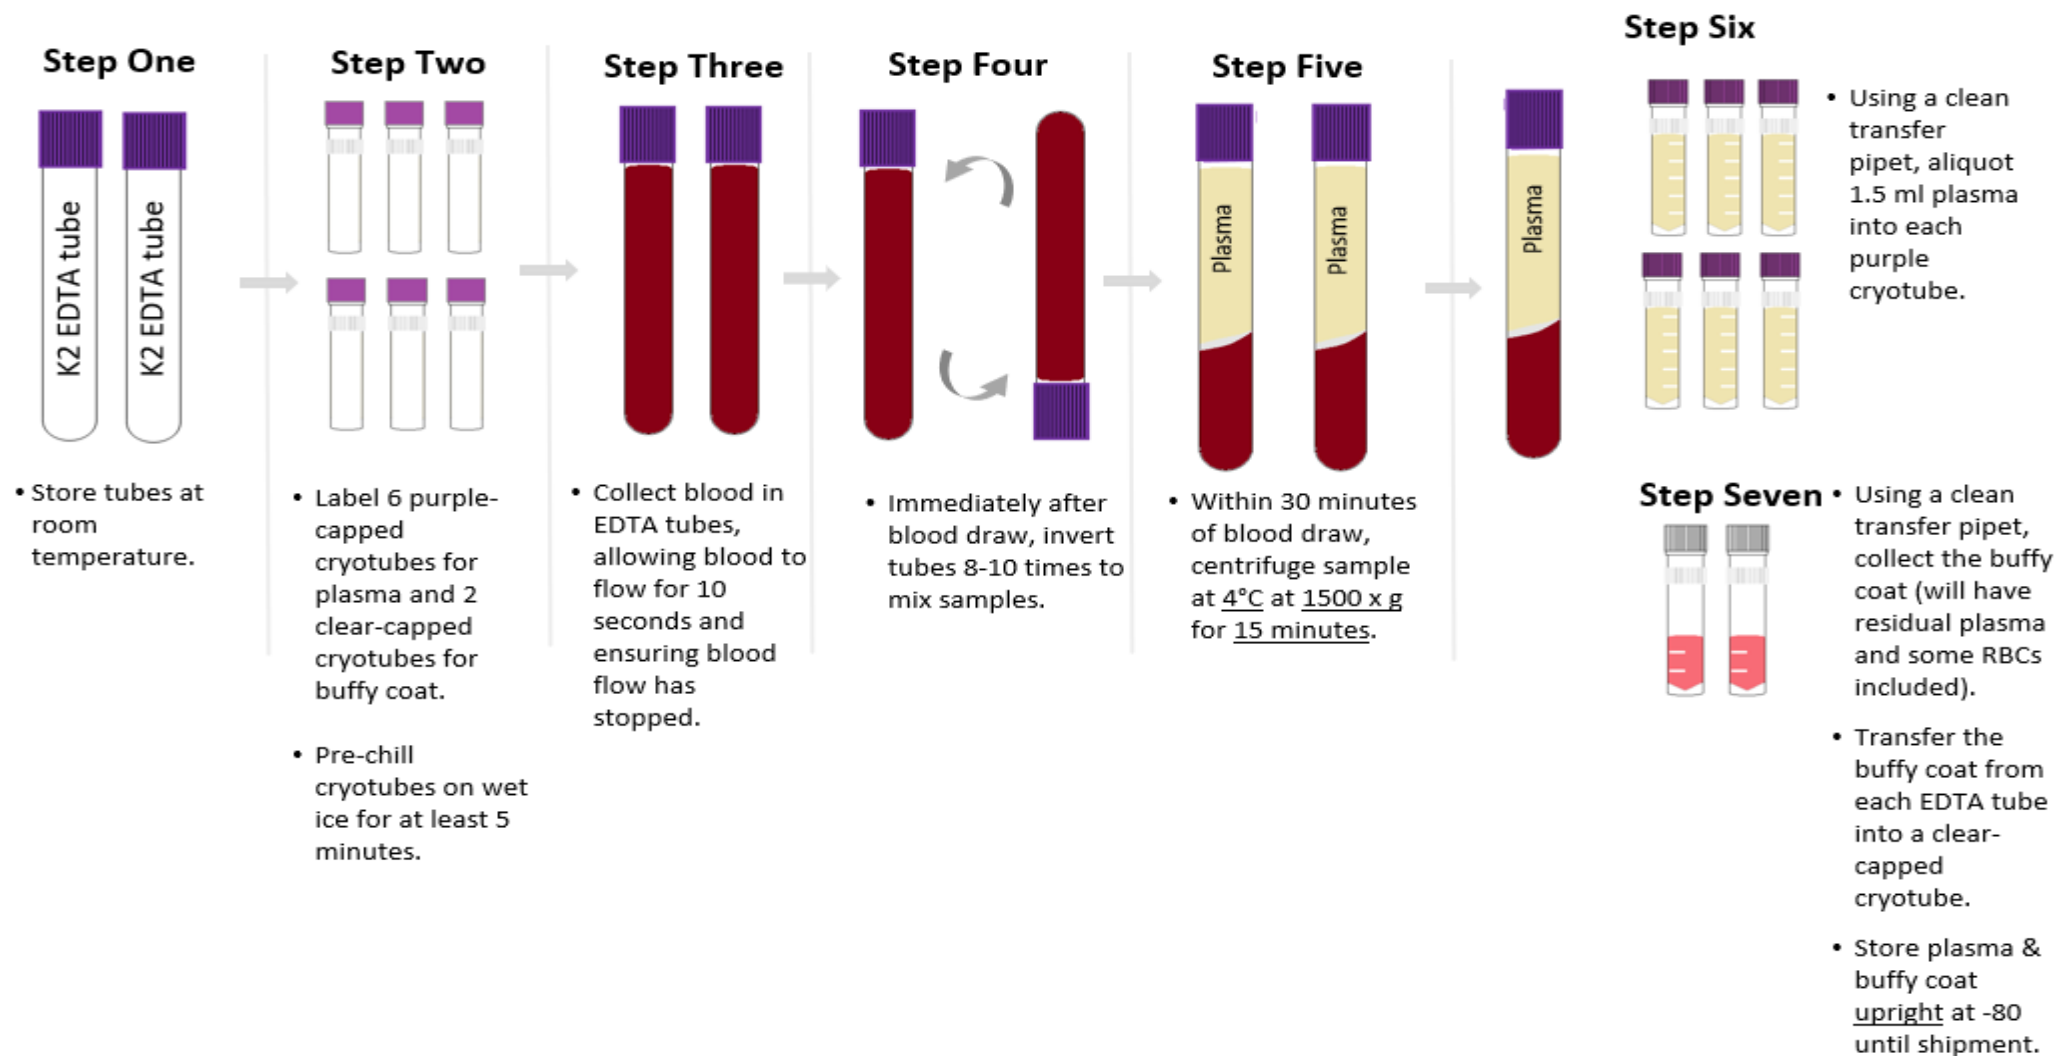 Step One
K2 EDTA tube
K2 EDTA tube
• Store tubes at
room
temperature.
Step Two
• Label 6 purple-
capped
cryotubes for
plasma and 2
clear-capped
cryotubes for
buffy coat.
• Pre-chill
cryotubes on wet
ice for at least 5
minutes.
Step Three
• Collect blood in
EDTA tubes,
allowing blood to
flow for 10
seconds and
ensuring blood
flow has
stopped.
Step Four
• Immediately after
blood draw, invert
tubes 8-10 times to
mix samples.
Step Five
Plasma
Plasma
• Within 30 minutes
of blood draw,
centrifuge sample
at 4°C at 1500 x g
for 15 minutes.
Plasma
Step Six
• Using a clean
transfer
pipet, aliquot
1.5 ml plasma
into each
purple
cryotube.
Step Seven
• Using a clean
transfer pipet,
collect the buffy
coat (will have
residual plasma
and some RBCs
included).
• Transfer the
buffy coat from
each EDTA tube
into a clear-
capped
cryotube.
• Store plasma &
buffy coat
upright at -80
until shipment.